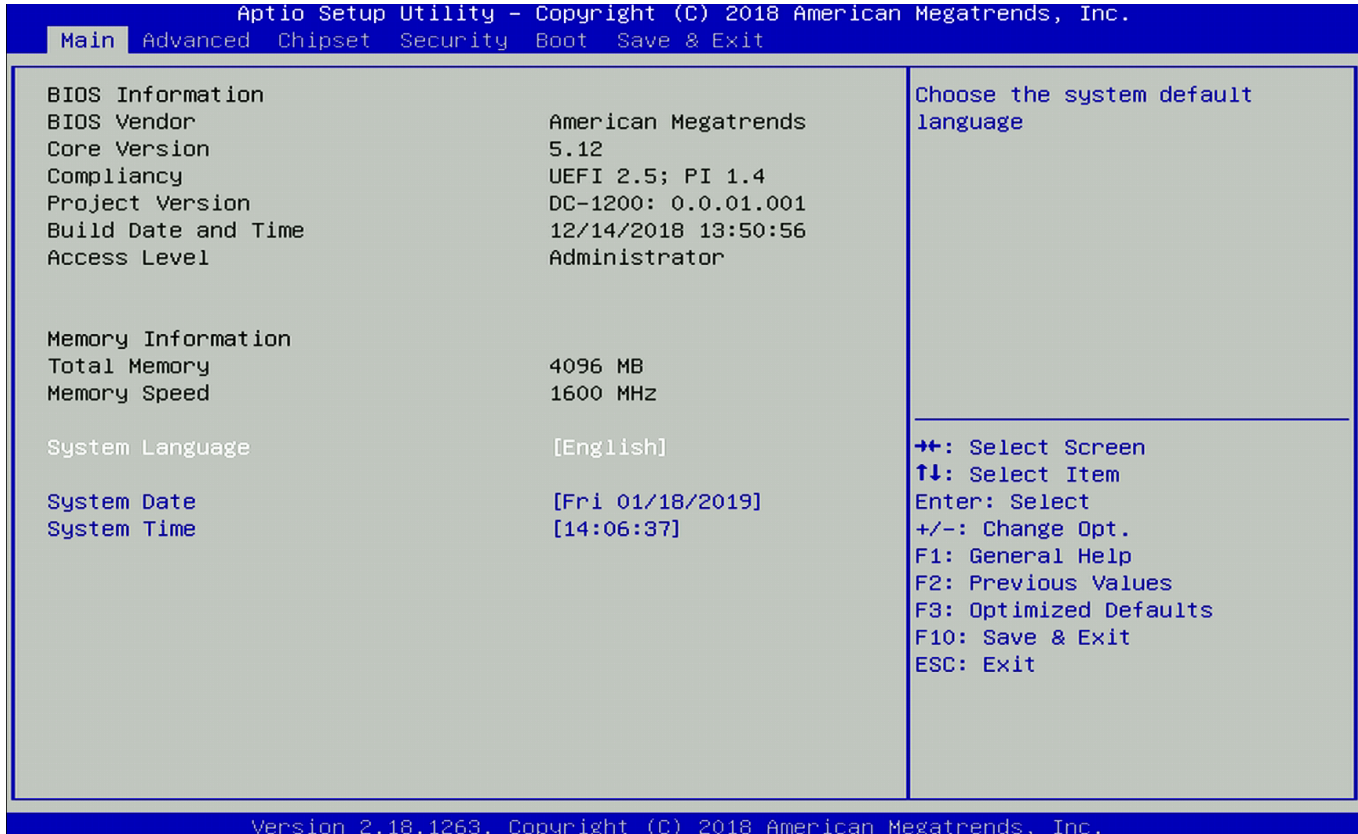 Aptio Setup Utility – Copyright (C) 2018 American Megatrends, Inc.
Main Advanced Chipset Security Boot Save & Exit
BIOS Information
BIOS Vendor American Megatrends
Core Version 5.12
Compliancy UEFI 2.5; PI 1.4
Project Version DC-1200: 0.0.01.001
Build Date and Time 12/14/2018 13:50:56
Access Level Administrator
Memory Information
Total Memory 4096 MB
Memory Speed 1600 MHz
System Language [English]
System Date [Fri 01/18/2019]
System Time [14:06:37]
Choose the system default
language
→←: Select Screen
↑↓: Select Item
Enter: Select
+/-: Change Opt.
F1: General Help
F2: Previous Values
F3: Optimized Defaults
F10: Save & Exit
ESC: Exit
Version 2.18.1263. Copyright (C) 2018 American Megatrends, Inc.